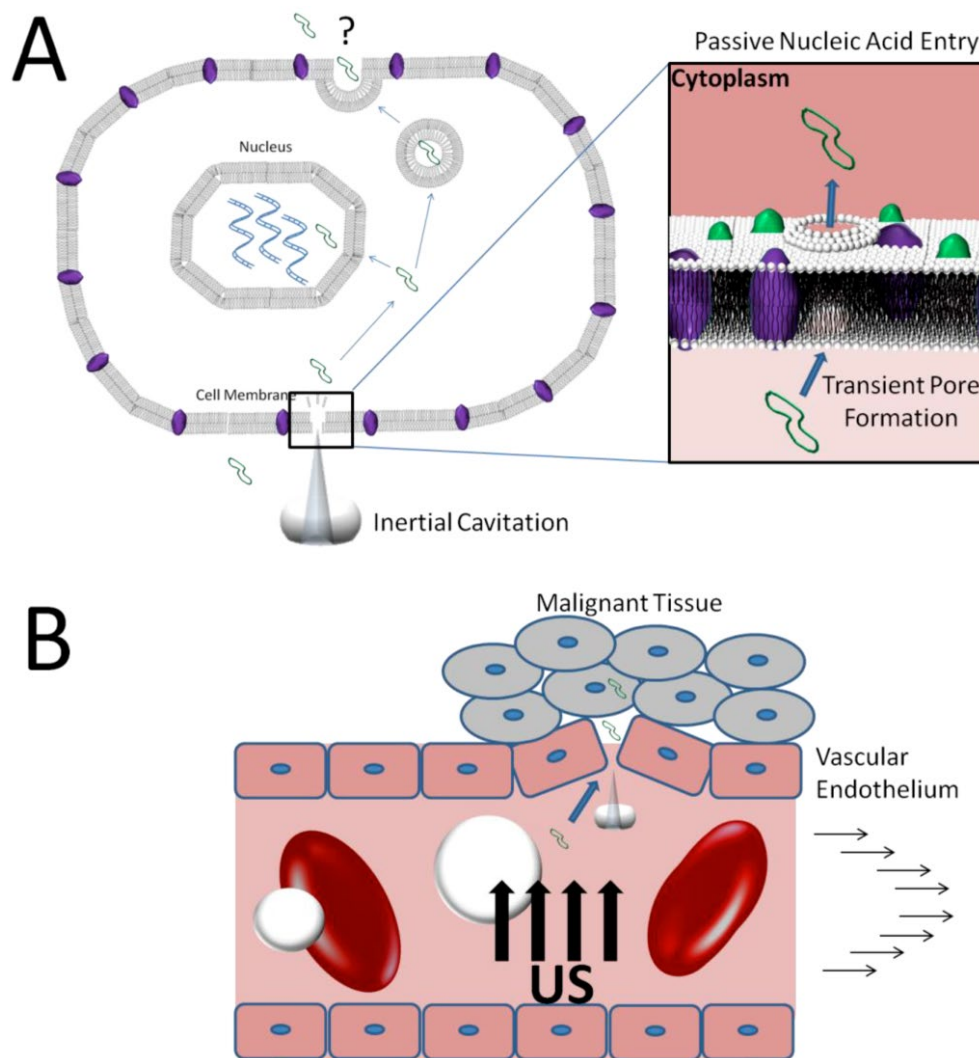 A
?
Passive Nucleic Acid Entry
Cytoplasm
Nucleus
Cell Membrane
Transient Pore
Formation
Inertial Cavitation
B
Malignant Tissue
Vascular
Endothelium
US